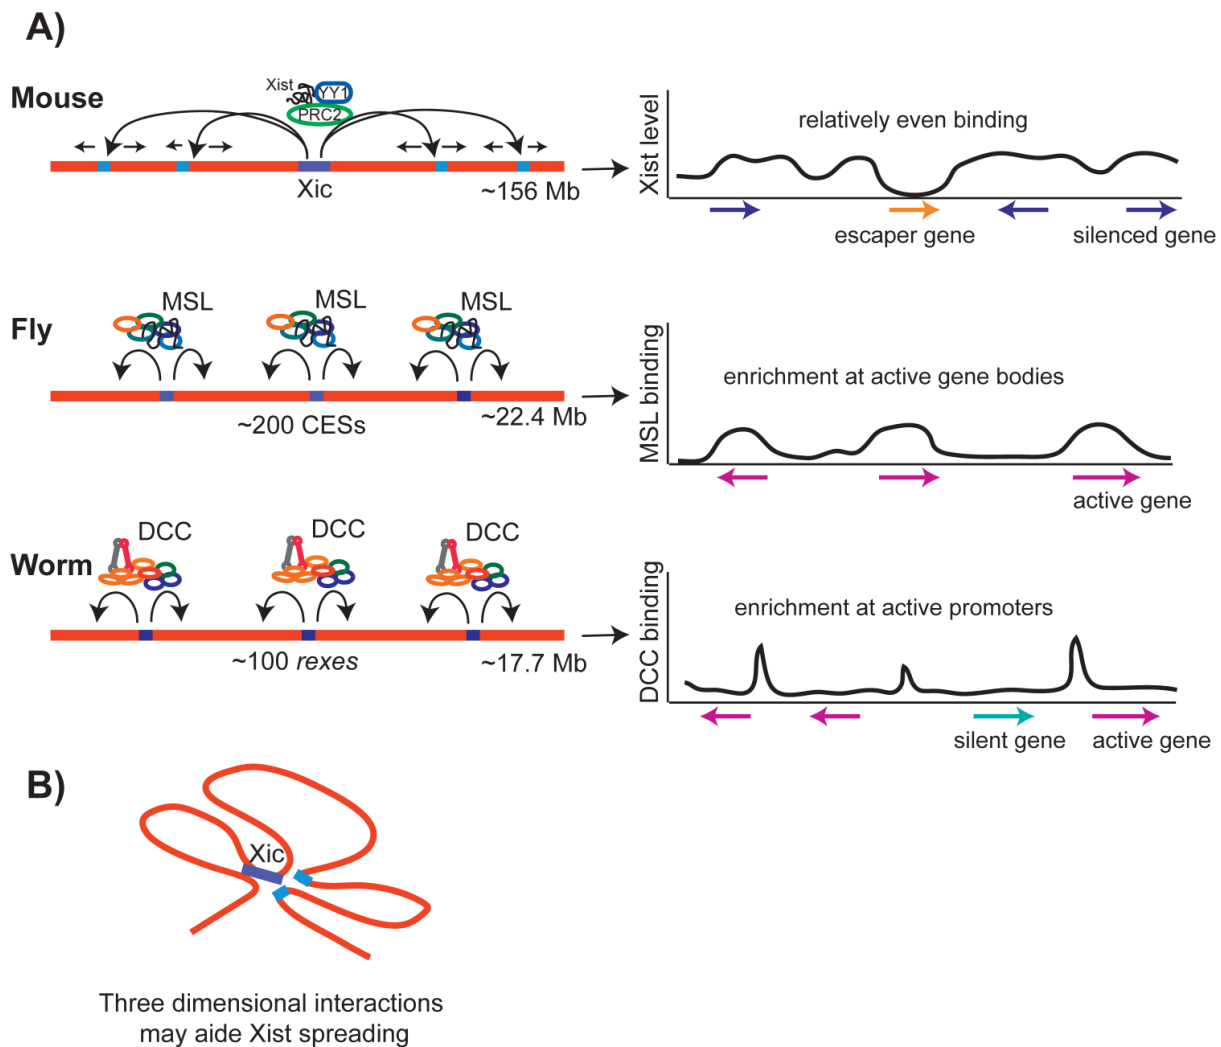 A)
Mouse
Xist
YY1
PRC2
Xic
~156 Mb
Xist level
relatively even binding
escaper gene
silenced gene
Fly
MSL
MSL
MSL
~200 CESs
~22.4 Mb
MSL binding
enrichment at active gene bodies
active gene
Worm
DCC
DCC
DCC
~100 rexes
~17.7 Mb
DCC binding
enrichment at active promoters
silent gene
active gene
B)
Xic
Three dimensional interactions
may aide Xist spreading